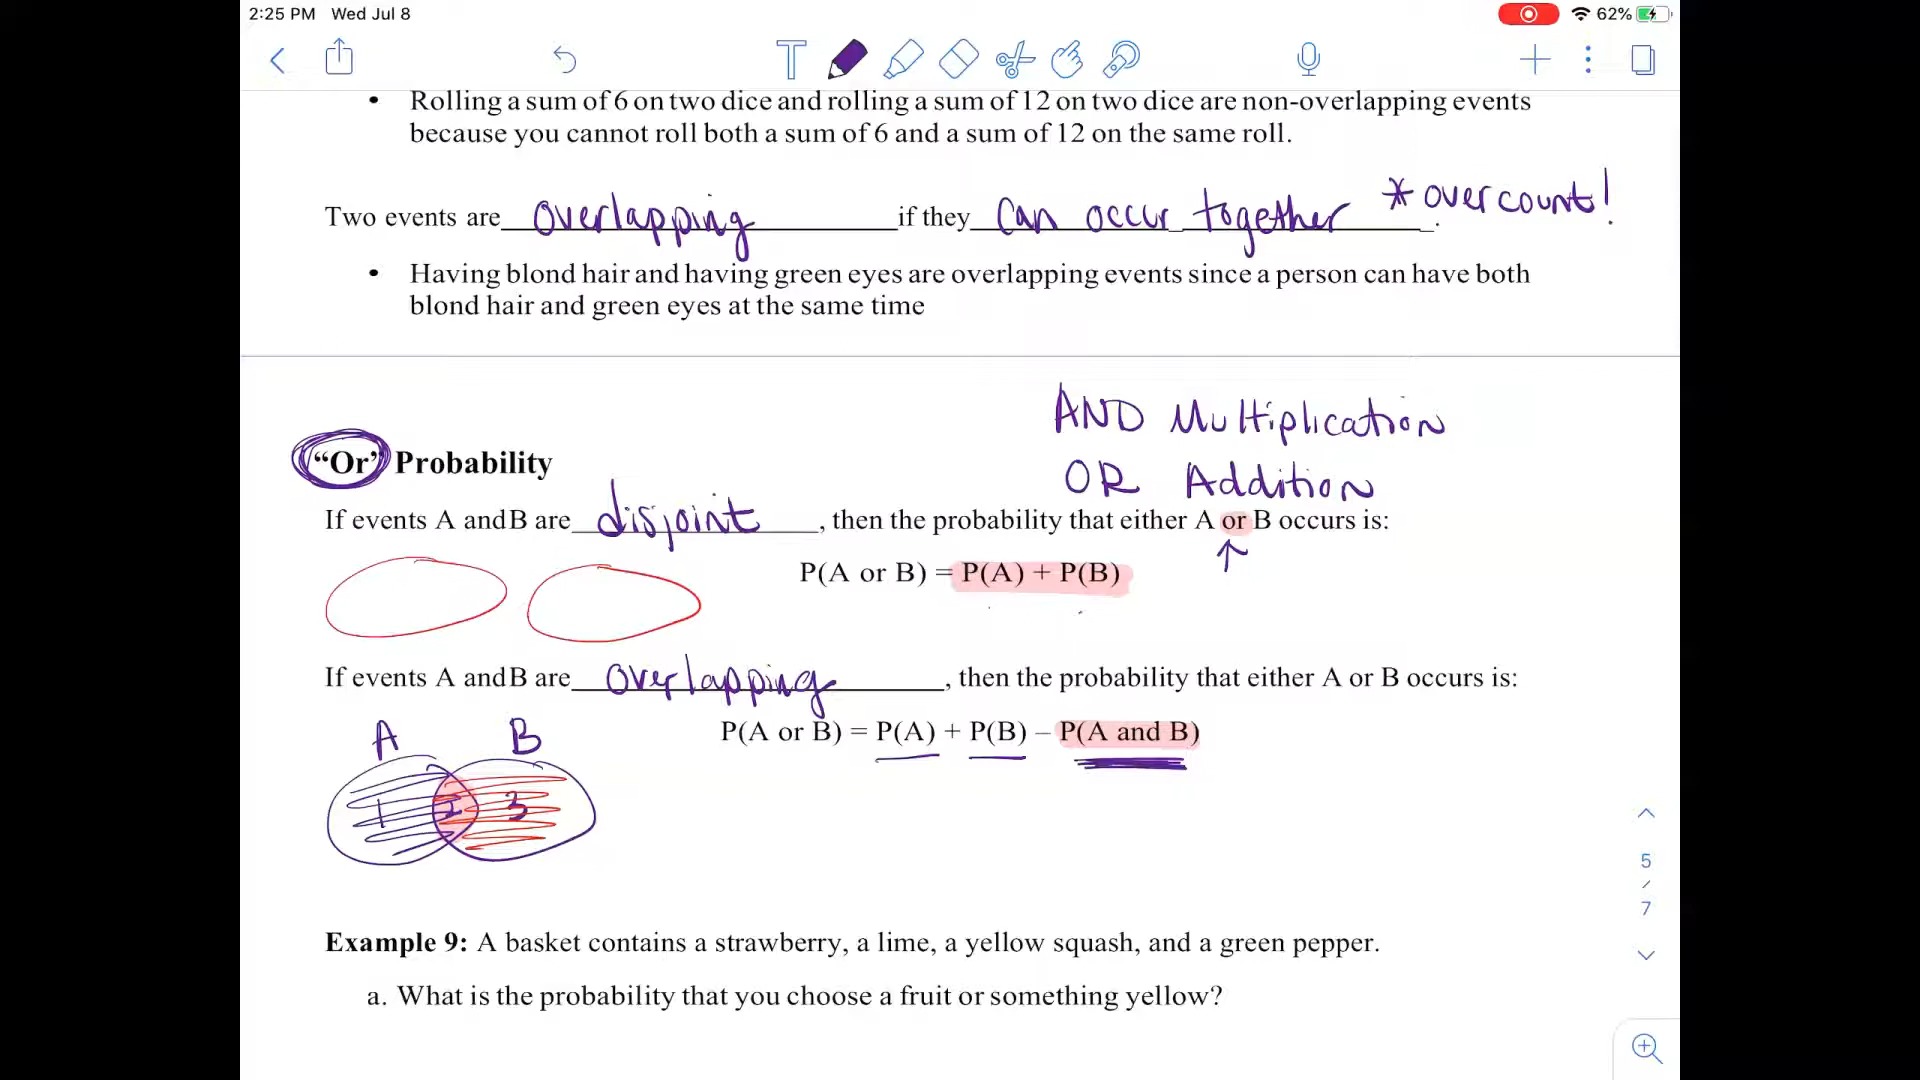 2:25 PM Wed Jul 8
62%
• Rolling a sum of 6 on two dice and rolling a sum of 12 on two dice are non-overlapping events
because you cannot roll both a sum of 6 and a sum of 12 on the same roll.
* overcount!
Two events are overlapping if they can occur together.
• Having blond hair and having green eyes are overlapping events since a person can have both
blond hair and green eyes at the same time
AND Multiplication
"Or" Probability
OR Addition
If events A and B are disjoint, then the probability that either A or B occurs is:
P(A or B) = P(A) + P(B)
If events A and B are overlapping, then the probability that either A or B occurs is:
A B
P(A or B) = P(A) + P(B) – P(A and B)
1 2 3
5
/
7
Example 9: A basket contains a strawberry, a lime, a yellow squash, and a green pepper.
a. What is the probability that you choose a fruit or something yellow?